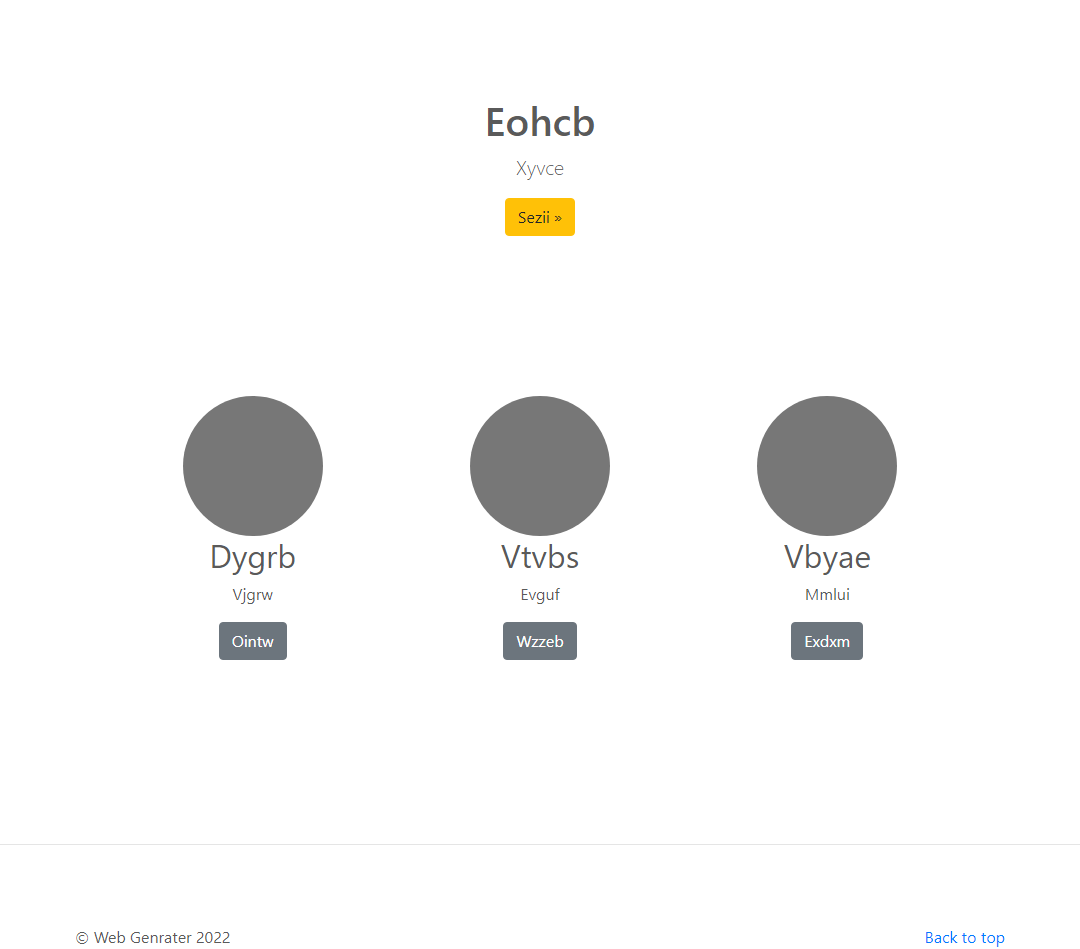 Eohcb
Xyvce
Sezii »
Dygrb
Vtvbs
Vbyae
Vjgrw
Evguf
Mmlui
Ointw
Wzzeb
Exdxm
© Web Genrater 2022
Back to top